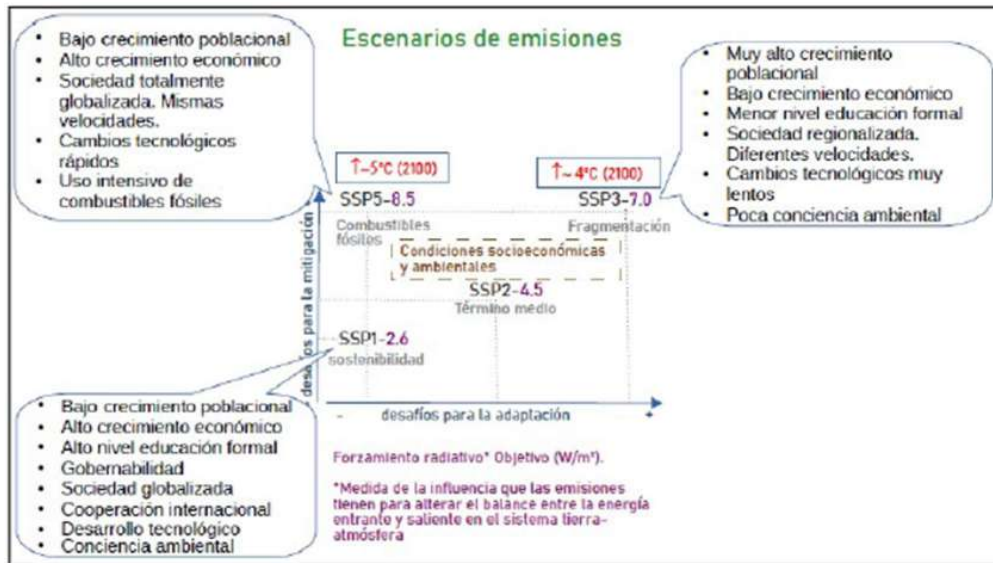 Escenarios de emisiones
• Bajo crecimiento poblacional
• Alto crecimiento económico
• Sociedad totalmente
globalizada. Mismas
velocidades.
• Cambios tecnológicos
rápidos
• Uso intensivo de
combustibles fósiles
• Muy alto crecimiento
poblacional
• Bajo crecimiento económico
• Menor nivel educación formal
• Sociedad regionalizada.
Diferentes velocidades.
• Cambios tecnológicos muy
lentos
• Poca conciencia ambiental
↑~5ºC (2100)
↑~4ºC (2100)
SSP5-8.5
Combustibles
fósiles
SSP3-7.0
Fragmentación
Condiciones socioeconómicas
y ambientales
SSP2-4.5
Término medio
SSP1-2.6
sostenibilidad
- desafíos para la mitigación
- desafíos para la adaptación +
• Bajo crecimiento poblacional
• Alto crecimiento económico
• Alto nivel educación formal
• Gobernabilidad
• Sociedad globalizada
• Cooperación internacional
• Desarrollo tecnológico
• Conciencia ambiental
Forzamiento radiativo* Objetivo (W/m²).
*Medida de la influencia que las emisiones
tienen para alterar el balance entre la energía
entrante y saliente en el sistema tierra-
atmósfera